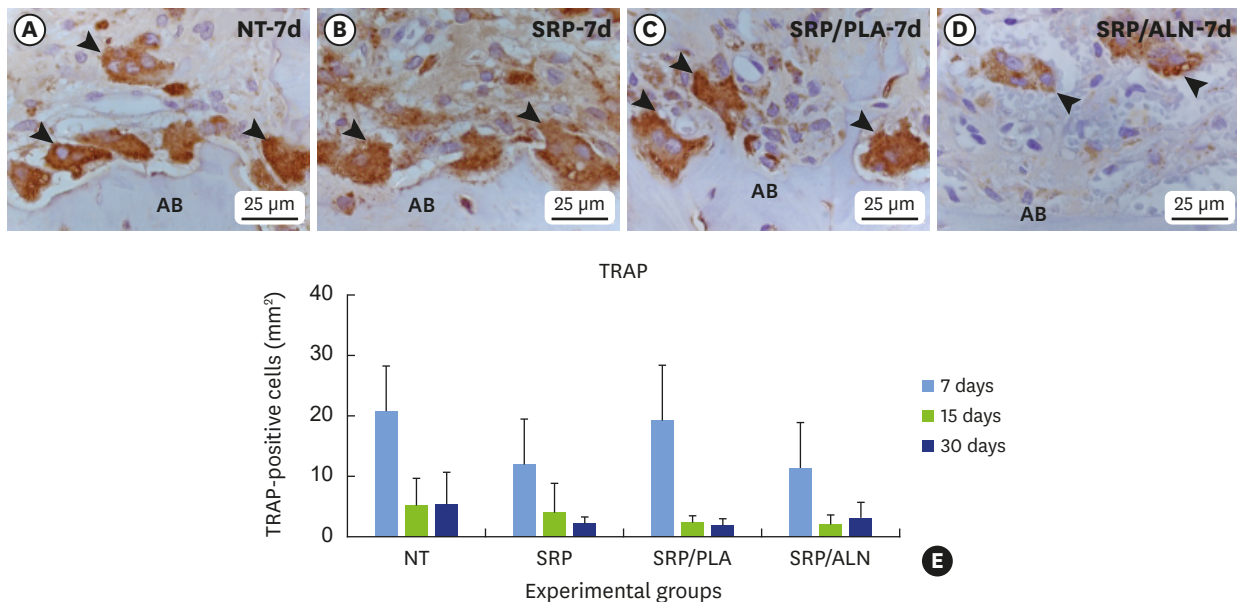 A NT-7d
AB
25 µm
B SRP-7d
AB
25 µm
C SRP/PLA-7d
AB
25 µm
D SRP/ALN-7d
AB
25 µm
TRAP
TRAP-positive cells (mm²)
40
30
20
10
0
NT SRP SRP/PLA SRP/ALN
Experimental groups
7 days
15 days
30 days
E